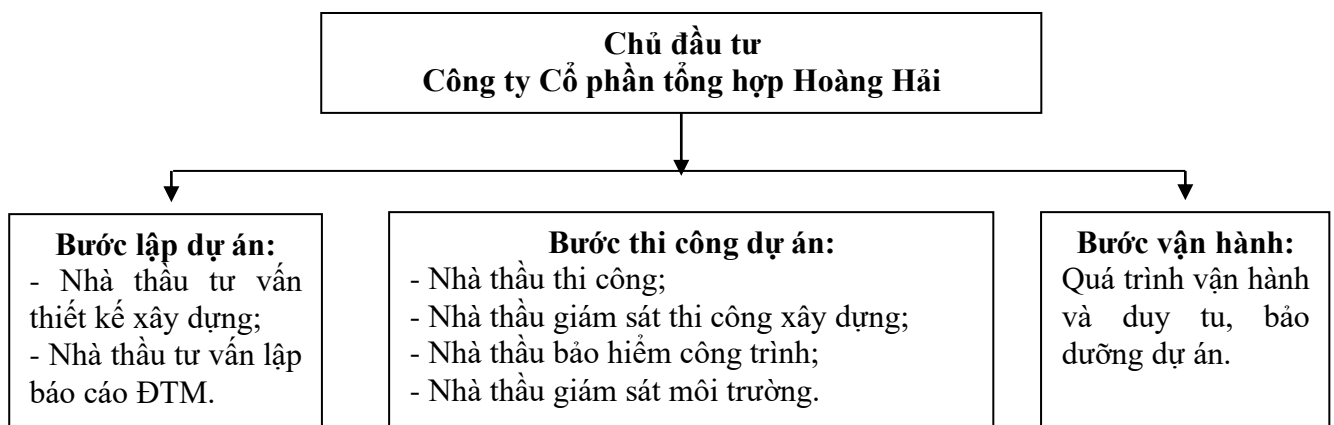 Chủ đầu tư
Công ty Cổ phần tổng hợp Hoàng Hải
Bước lập dự án:
- Nhà thầu tư vấn
thiết kế xây dựng;
- Nhà thầu tư vấn lập
báo cáo ĐTM.
Bước thi công dự án:
- Nhà thầu thi công;
- Nhà thầu giám sát thi công xây dựng;
- Nhà thầu bảo hiểm công trình;
- Nhà thầu giám sát môi trường.
Bước vận hành:
Quá trình vận hành
và duy tu, bảo
dưỡng dự án.